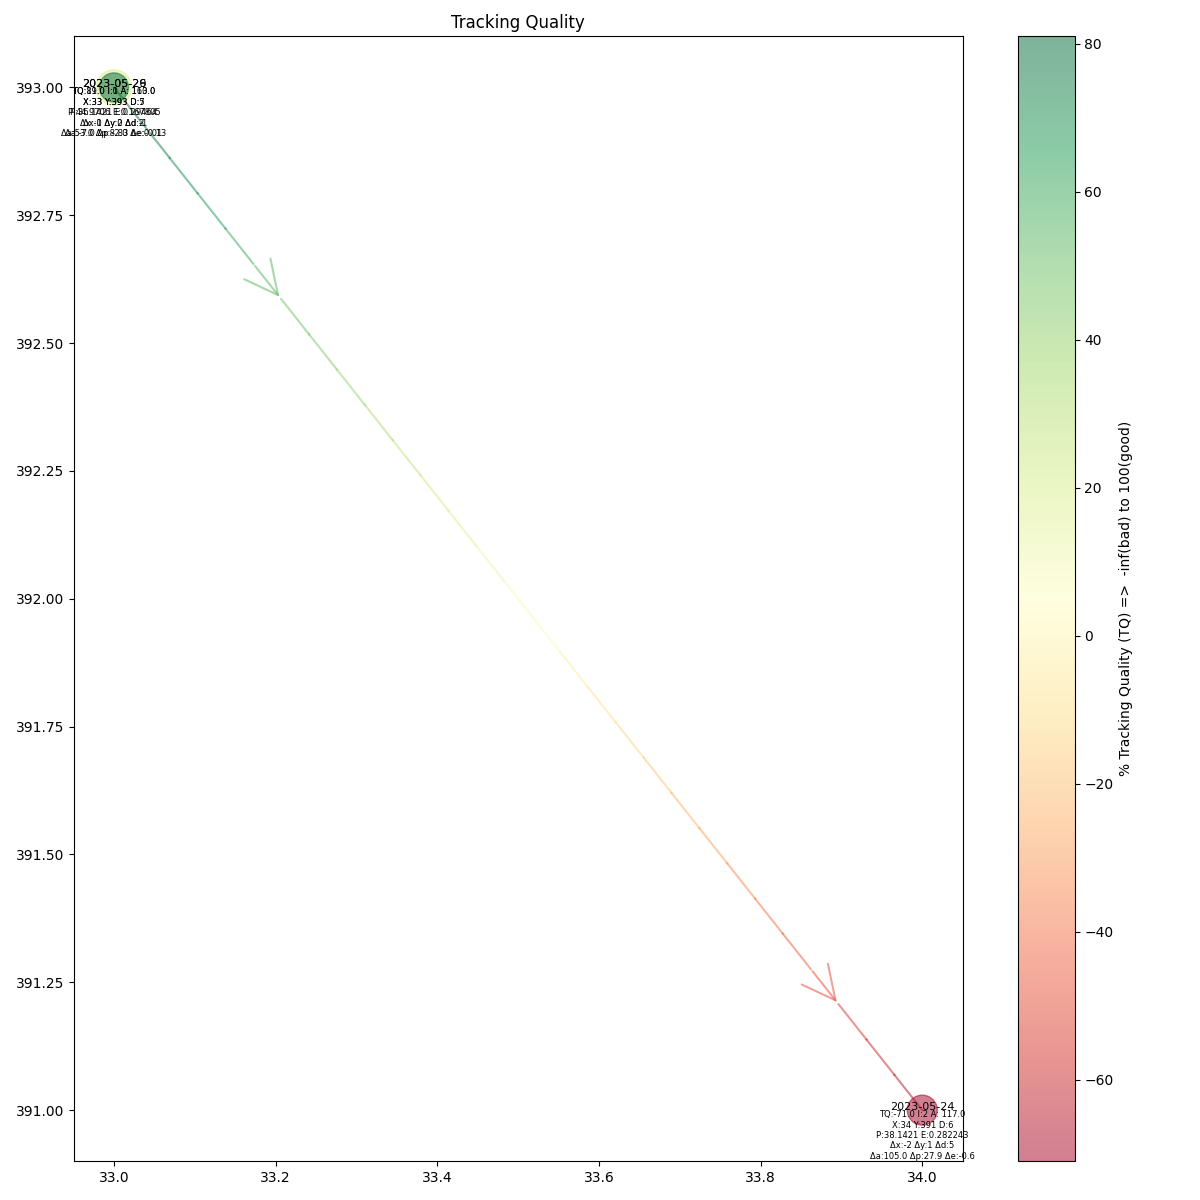 Tracking Quality
393.00
392.75
392.50
392.25
392.00
391.75
391.50
391.25
391.00
X:33 Y:393
2023-05-24
TQ:-71.0 I:2 A: 117.0
X:34 Y:391 D:6
P:38.1421 E:0.282243
Δx:-2 Δy:1 Δd:5
Δa:105.0 Δp:27.9 Δe:-0.6
33.0 33.2 33.4 33.6 33.8 34.0
80
60
40
20
0
−20
−40
−60
% Tracking Quality (TQ) => -inf(bad) to 100(good)